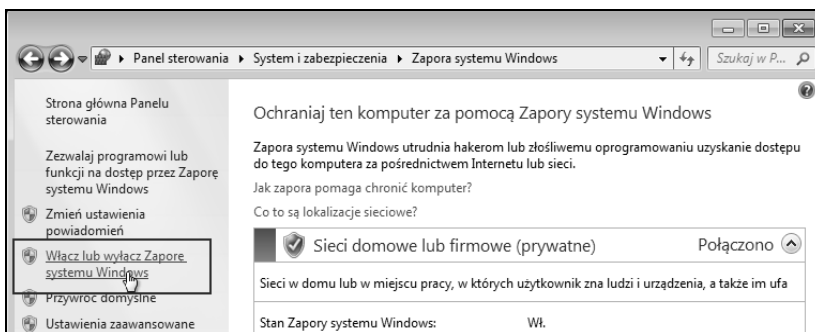 Panel sterowania ▸ System i zabezpieczenia ▸ Zapora systemu Windows
Szukaj w P...
Strona główna Panelu
sterowania
Zezwalaj programowi lub
funkcji na dostęp przez Zaporę
systemu Windows
Zmień ustawienia
powiadomień
Włącz lub wyłącz Zaporę
systemu Windows
Przywróć domyślne
Ustawienia zaawansowane
Ochraniaj ten komputer za pomocą Zapory systemu Windows
Zapora systemu Windows utrudnia hakerom lub złośliwemu oprogramowaniu uzyskanie dostępu
do tego komputera za pośrednictwem Internetu lub sieci.
Jak zapora pomaga chronić komputer?
Co to są lokalizacje sieciowe?
Sieci domowe lub firmowe (prywatne) Połączono
Sieci w domu lub w miejscu pracy, w których użytkownik zna ludzi i urządzenia, a także im ufa
Stan Zapory systemu Windows: Wł.